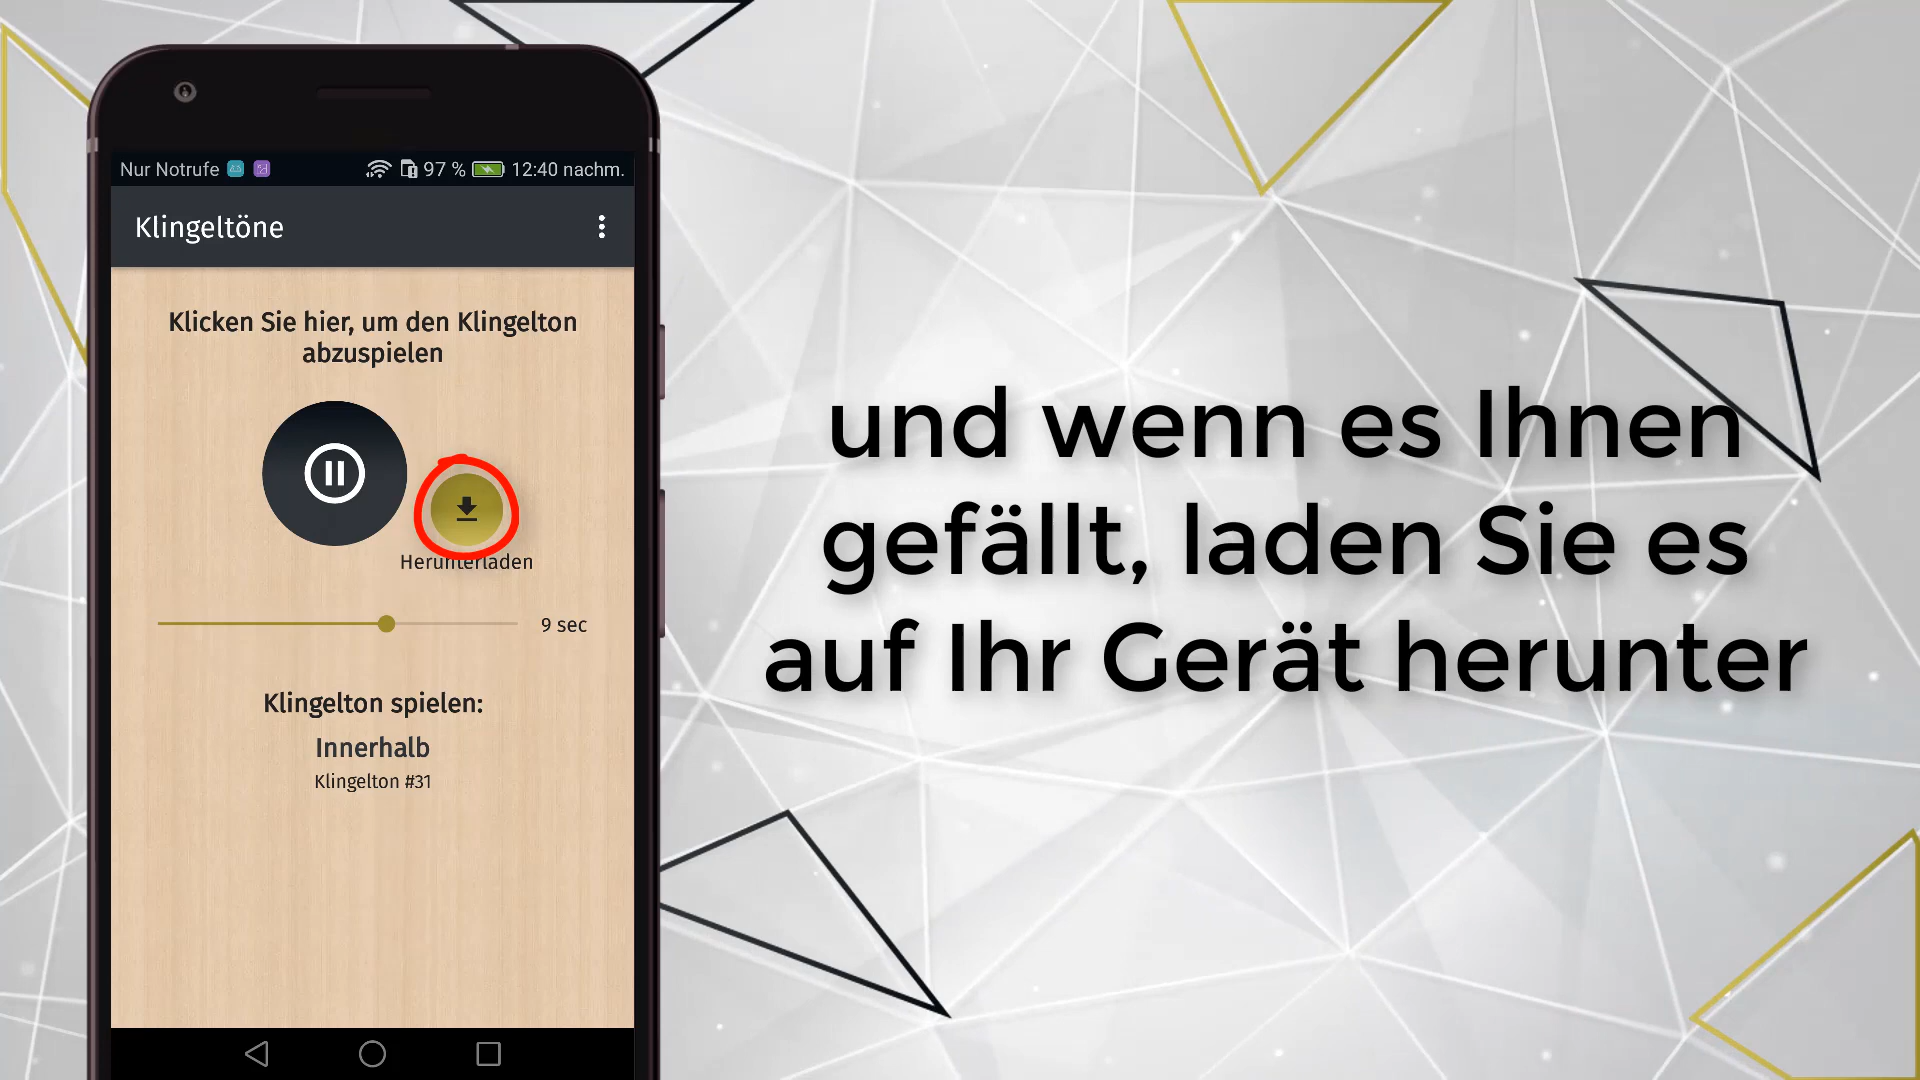 Nur Notrufe 97 % 12:40 nachm.
Klingeltöne
Klicken Sie hier, um den Klingelton
abzuspielen
Herunterladen
9 sec
Klingelton spielen:
Innerhalb
Klingelton #31
und wenn es Ihnen
gefällt, laden Sie es
auf Ihr Gerät herunter